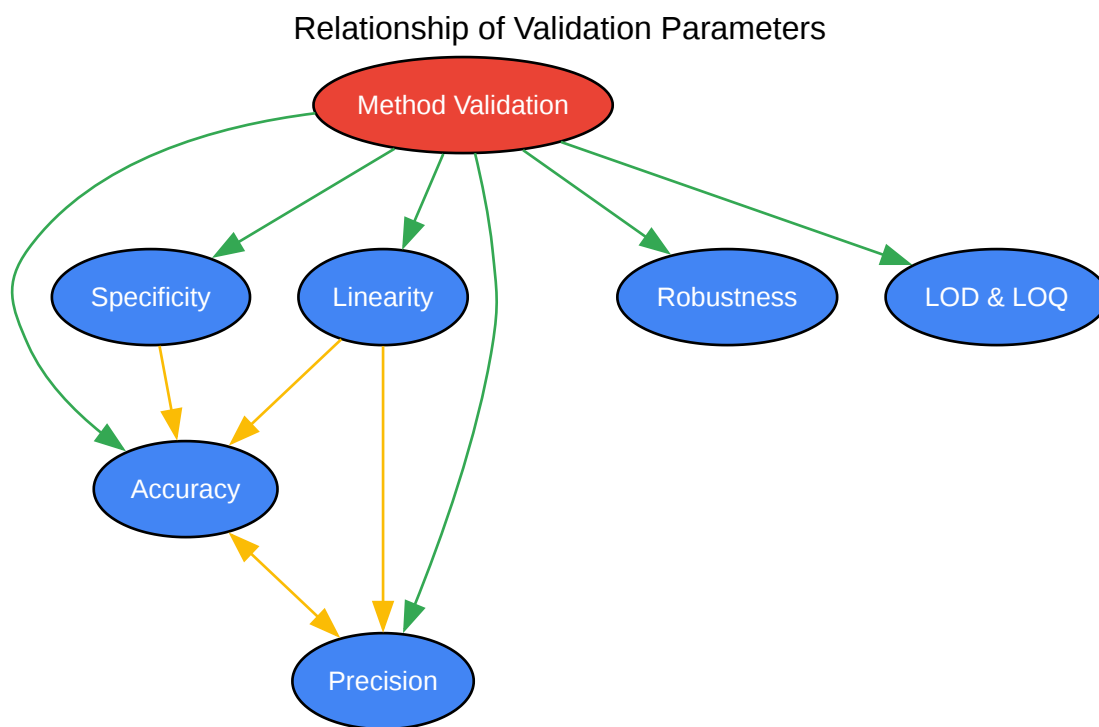 Relationship of Validation Parameters
Method Validation
Specificity
Linearity
Robustness
LOD & LOQ
Accuracy
Precision